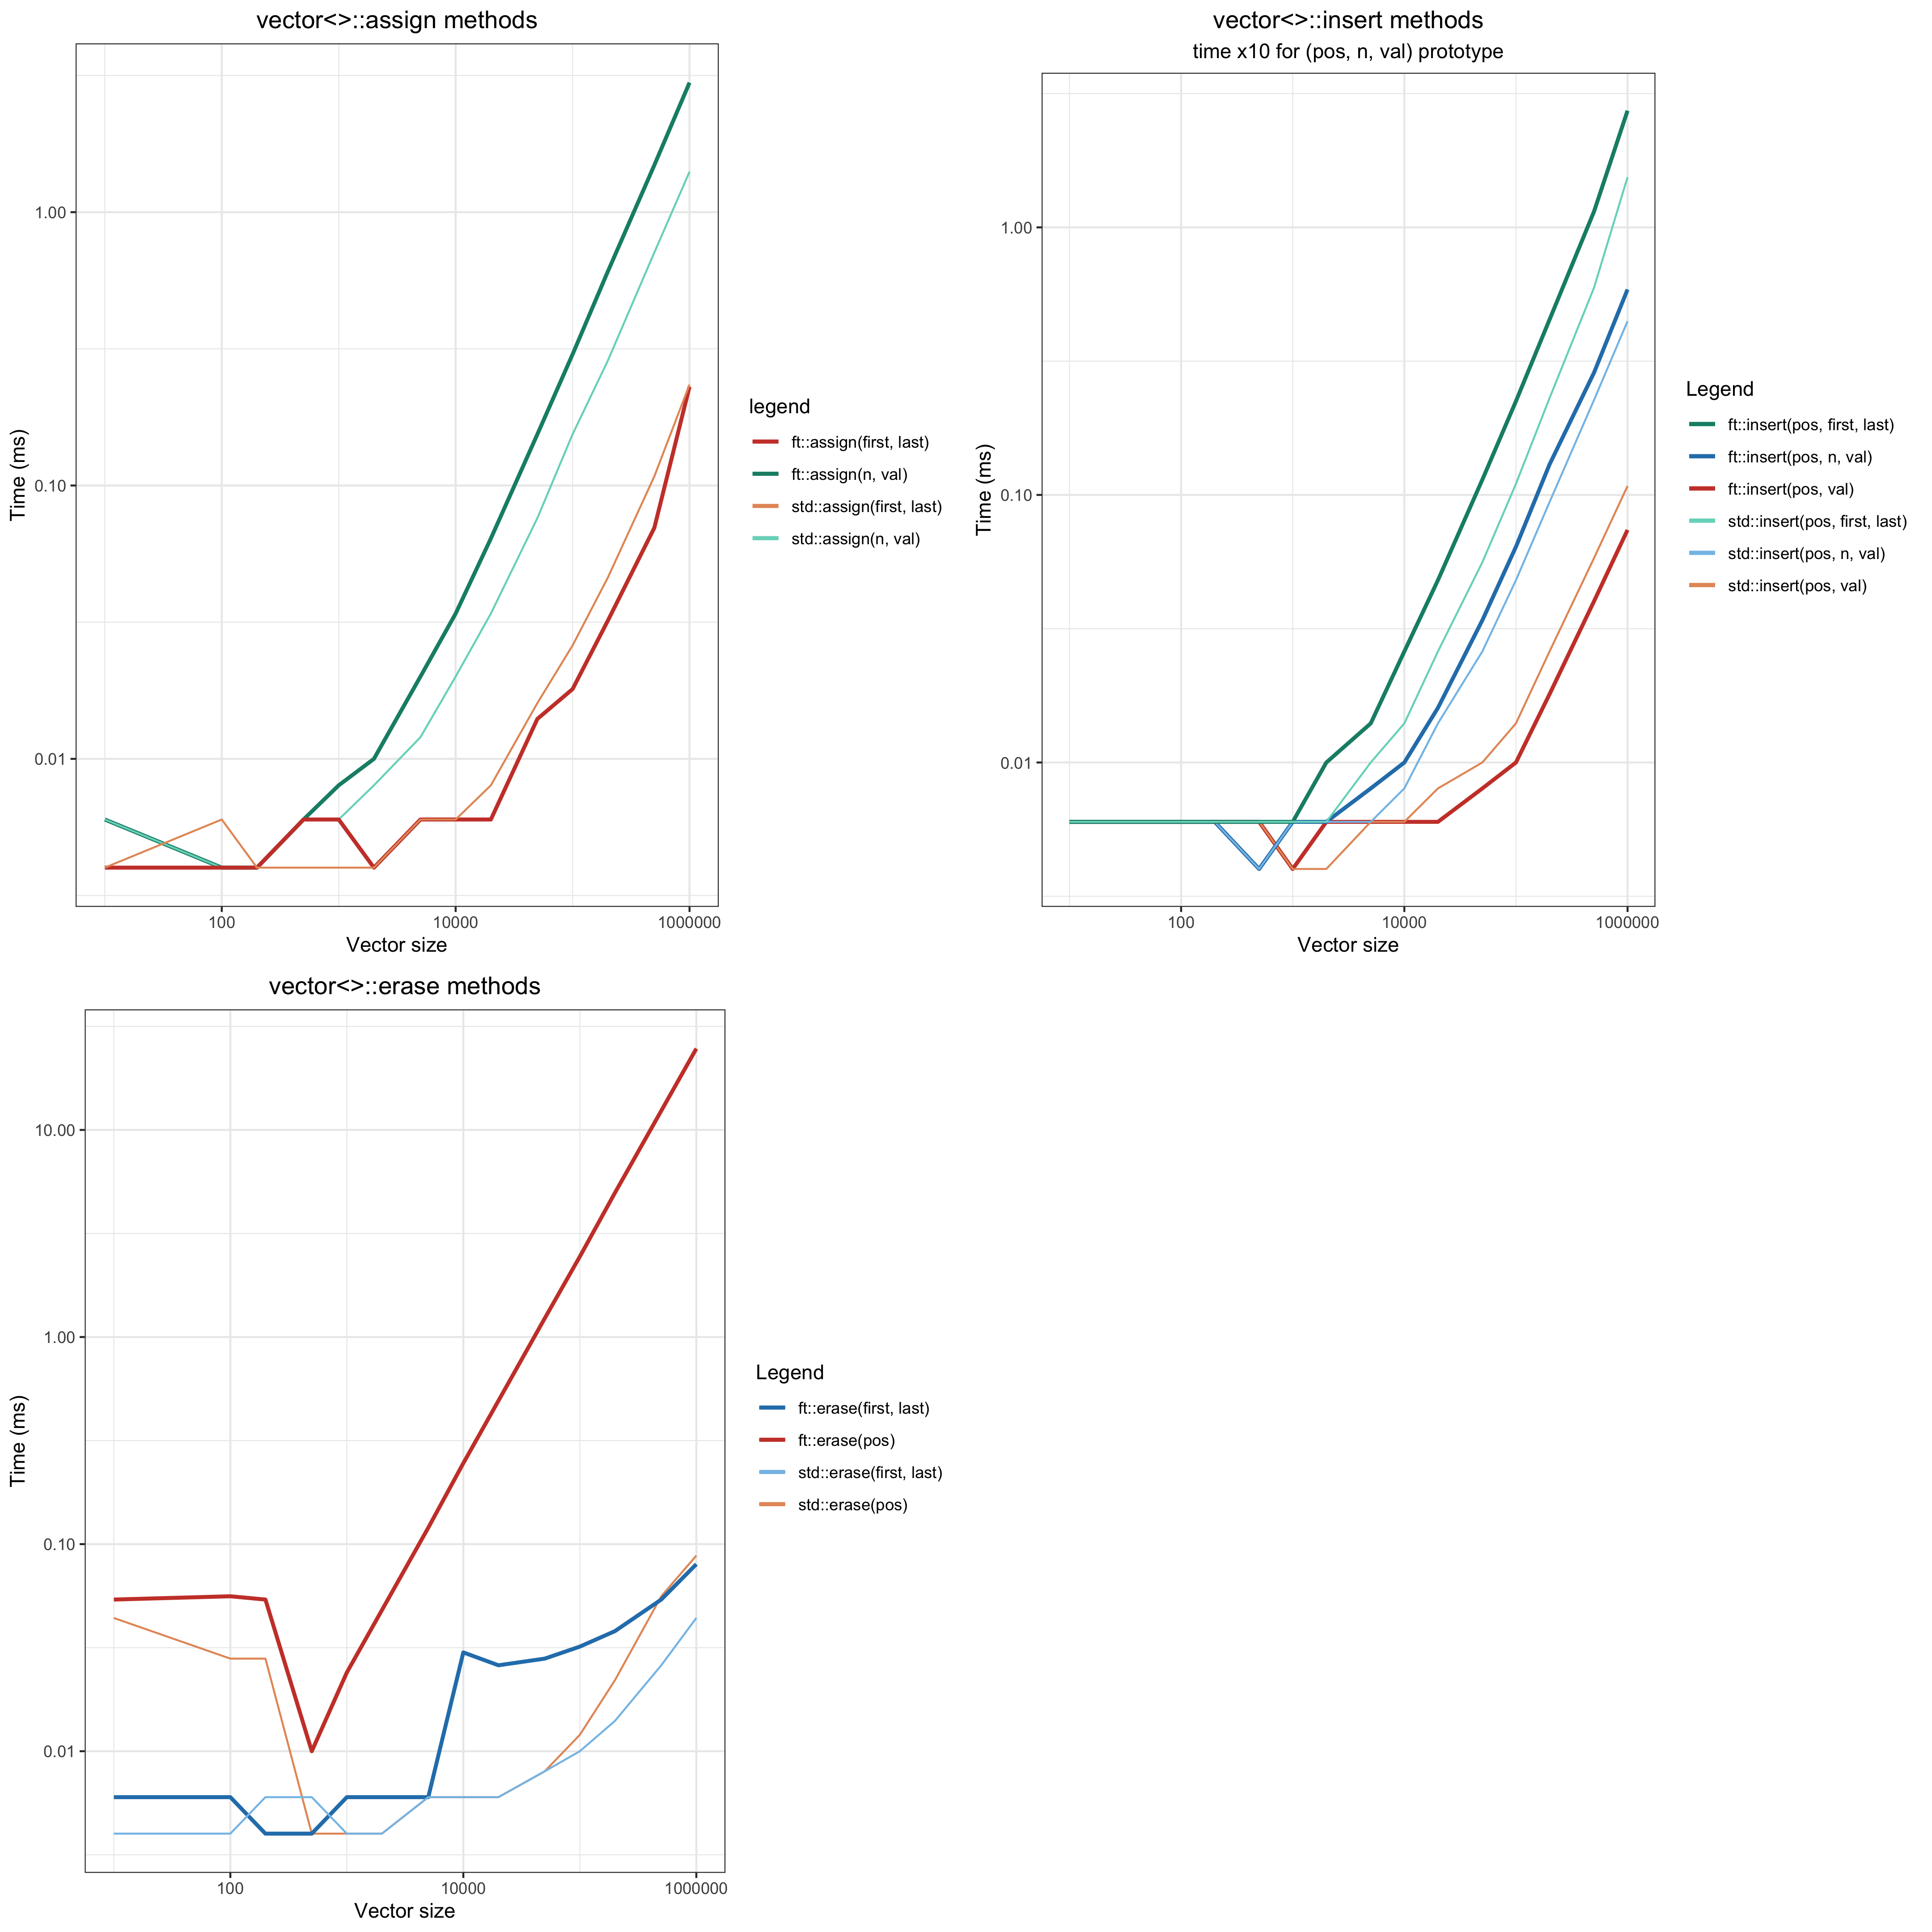 vector<>::assign methods
Time (ms)
1.00
0.10
0.01
100
10000
1000000
Vector size
legend
ft::assign(first, last)
ft::assign(n, val)
std::assign(first, last)
std::assign(n, val)
vector<>::insert methods
time x10 for (pos, n, val) prototype
Time (ms)
1.00
0.10
0.01
100
10000
1000000
Vector size
Legend
ft::insert(pos, first, last)
ft::insert(pos, n, val)
ft::insert(pos, val)
std::insert(pos, first, last)
std::insert(pos, n, val)
std::insert(pos, val)
vector<>::erase methods
Time (ms)
10.00
1.00
0.10
0.01
100
10000
1000000
Vector size
Legend
ft::erase(first, last)
ft::erase(pos)
std::erase(first, last)
std::erase(pos)